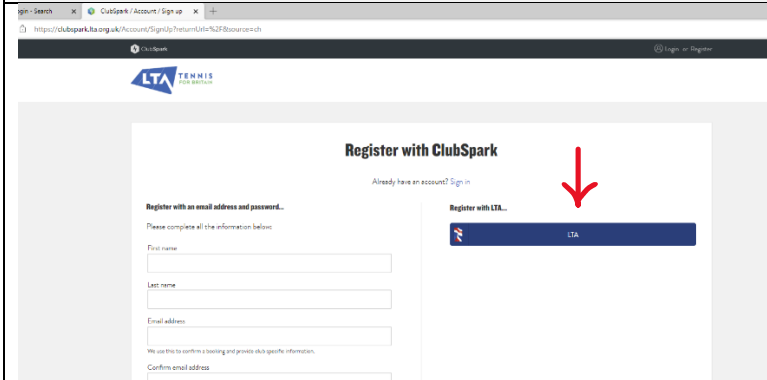 ogin - Search
ClubSpark / Account / Sign up
https://clubspark.lta.org.uk/Account/SignUp?returnUrl=%2F&source=ch
ClubSpark
Login or Register
LTA TENNIS
FOR BRITAIN
Register with ClubSpark
Already have an account? Sign in
Register with an email address and password...
Please complete all the information below:
First name
Last name
Email address
We use this to confirm a booking and provide club specific information.
Confirm email address
Register with LTA...
LTA